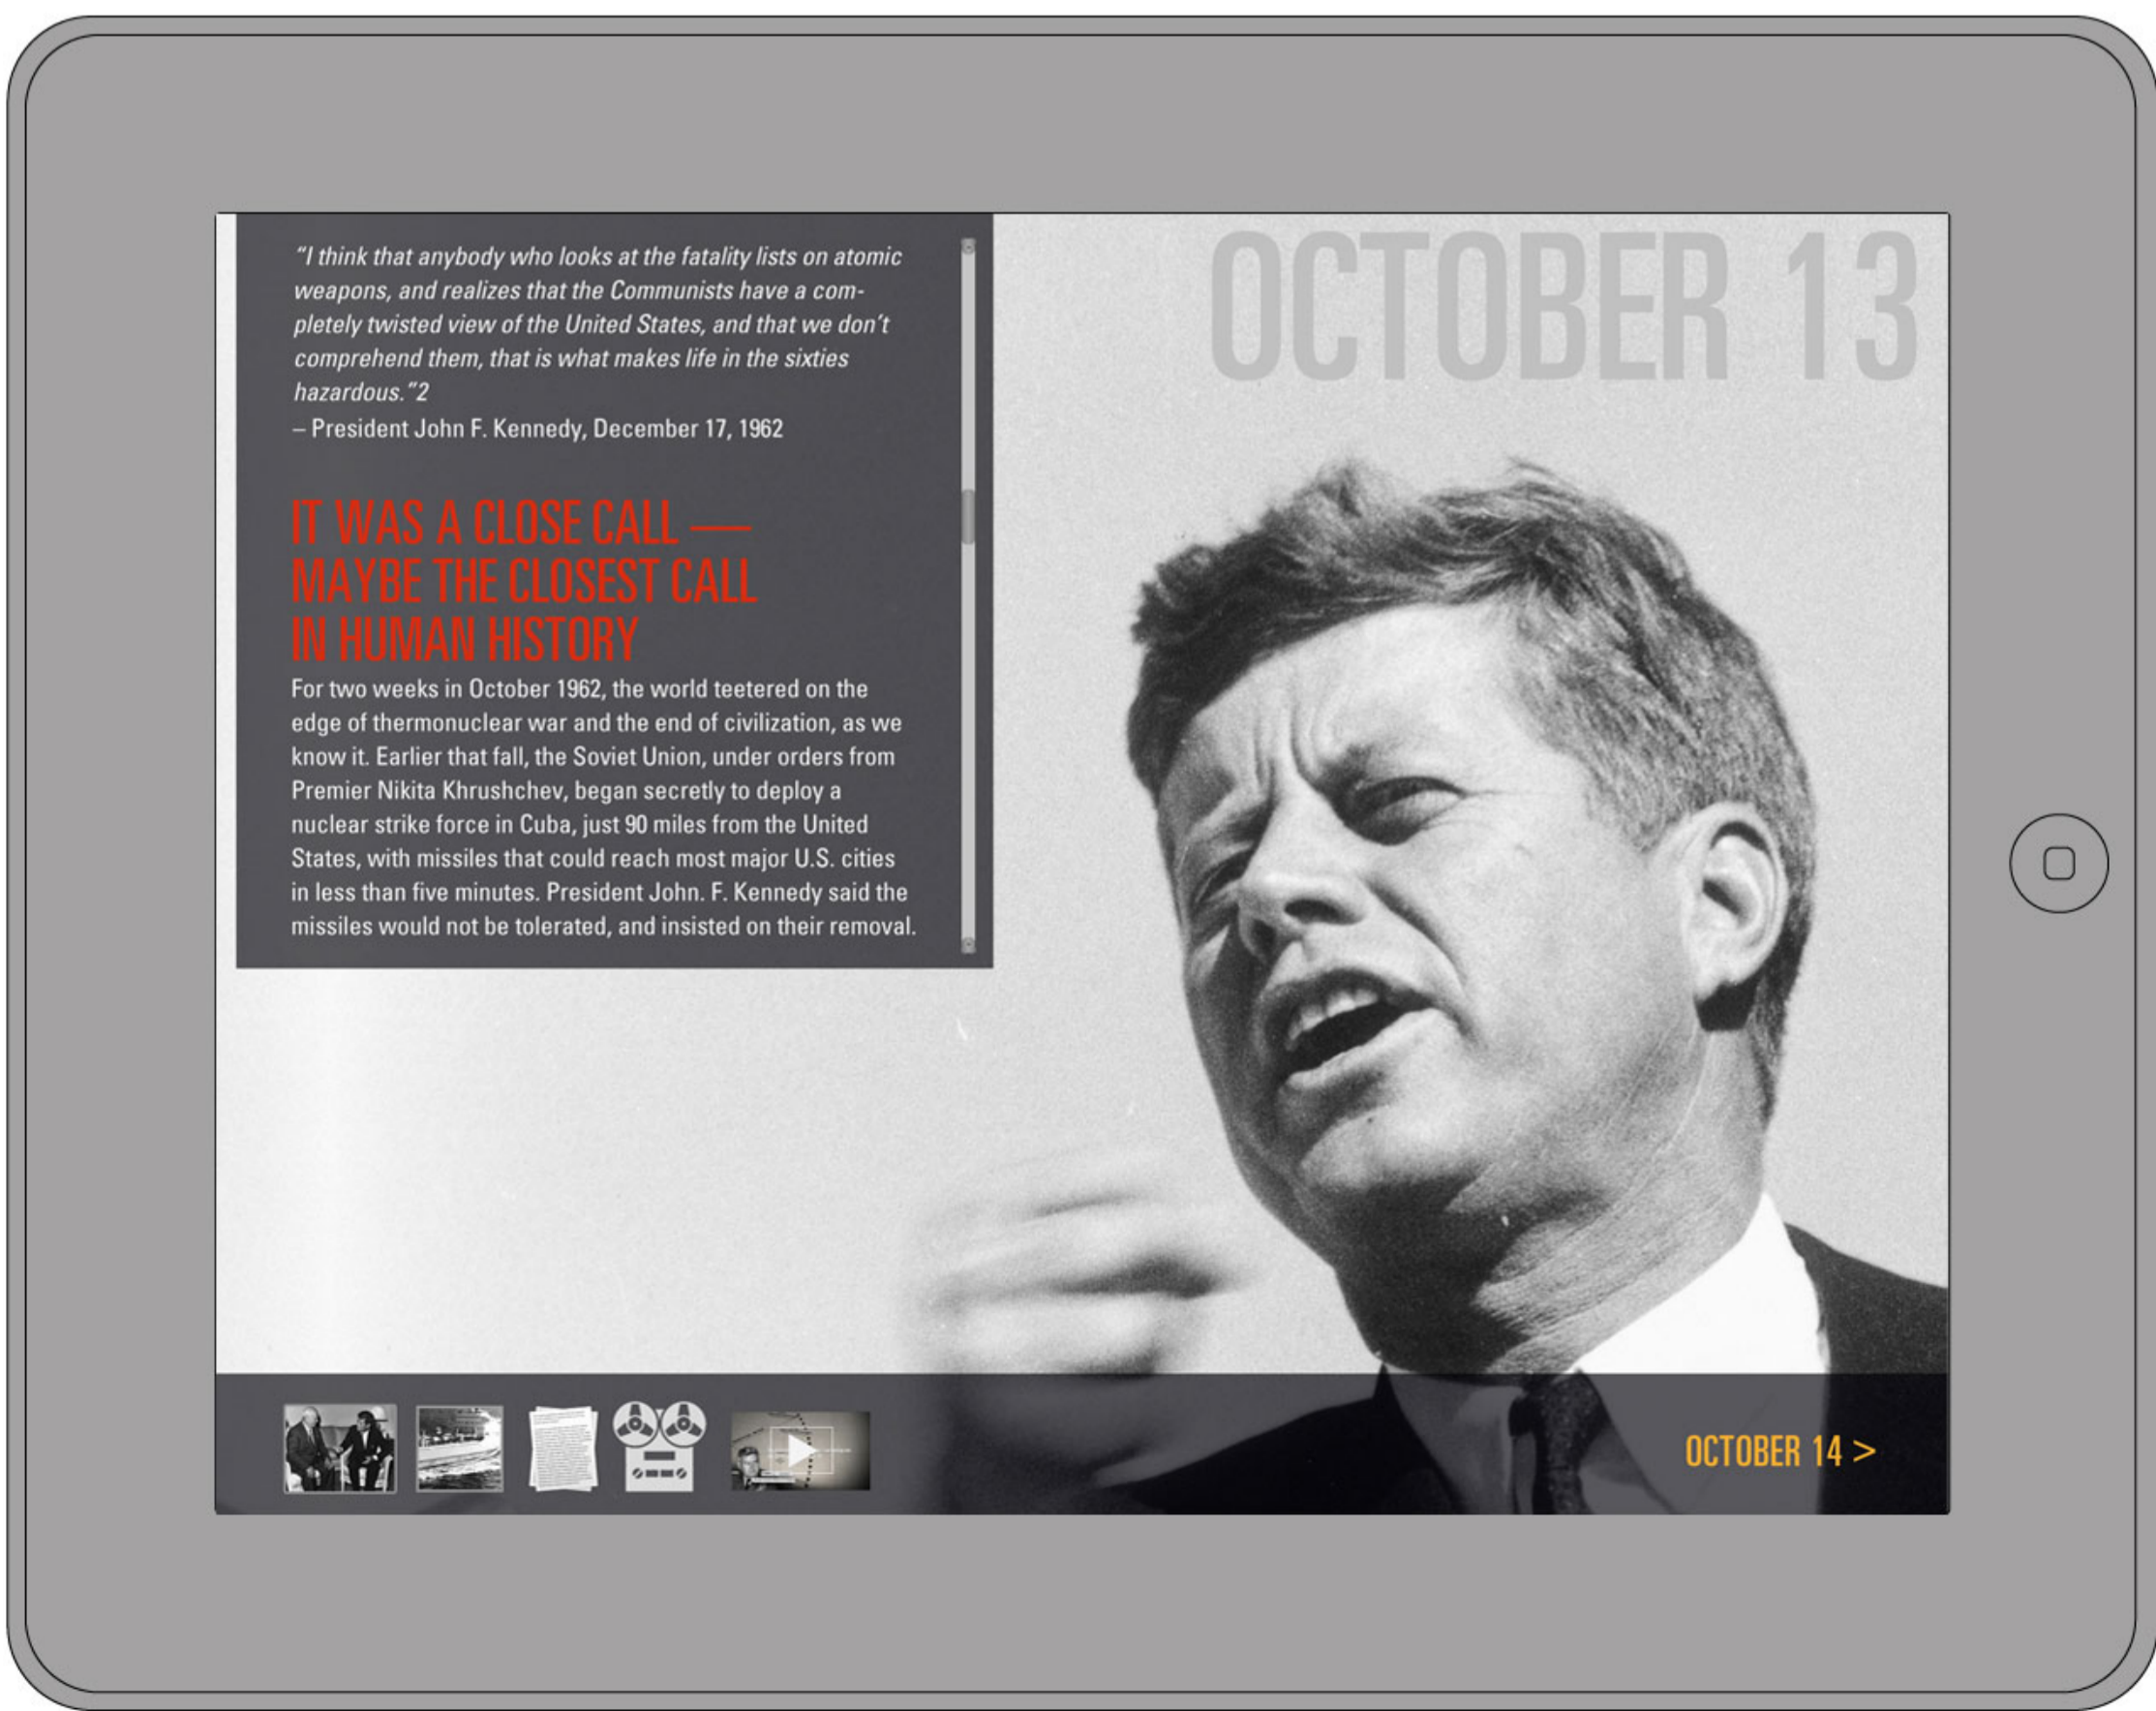 “I think that anybody who looks at the fatality lists on atomic
weapons, and realizes that the Communists have a com-
pletely twisted view of the United States, and that we don’t
comprehend them, that is what makes life in the sixties
hazardous.”2
– President John F. Kennedy, December 17, 1962
IT WAS A CLOSE CALL —
MAYBE THE CLOSEST CALL
IN HUMAN HISTORY
For two weeks in October 1962, the world teetered on the
edge of thermonuclear war and the end of civilization, as we
know it. Earlier that fall, the Soviet Union, under orders from
Premier Nikita Khrushchev, began secretly to deploy a
nuclear strike force in Cuba, just 90 miles from the United
States, with missiles that could reach most major U.S. cities
in less than five minutes. President John. F. Kennedy said the
missiles would not be tolerated, and insisted on their removal.
OCTOBER 13
OCTOBER 14 >